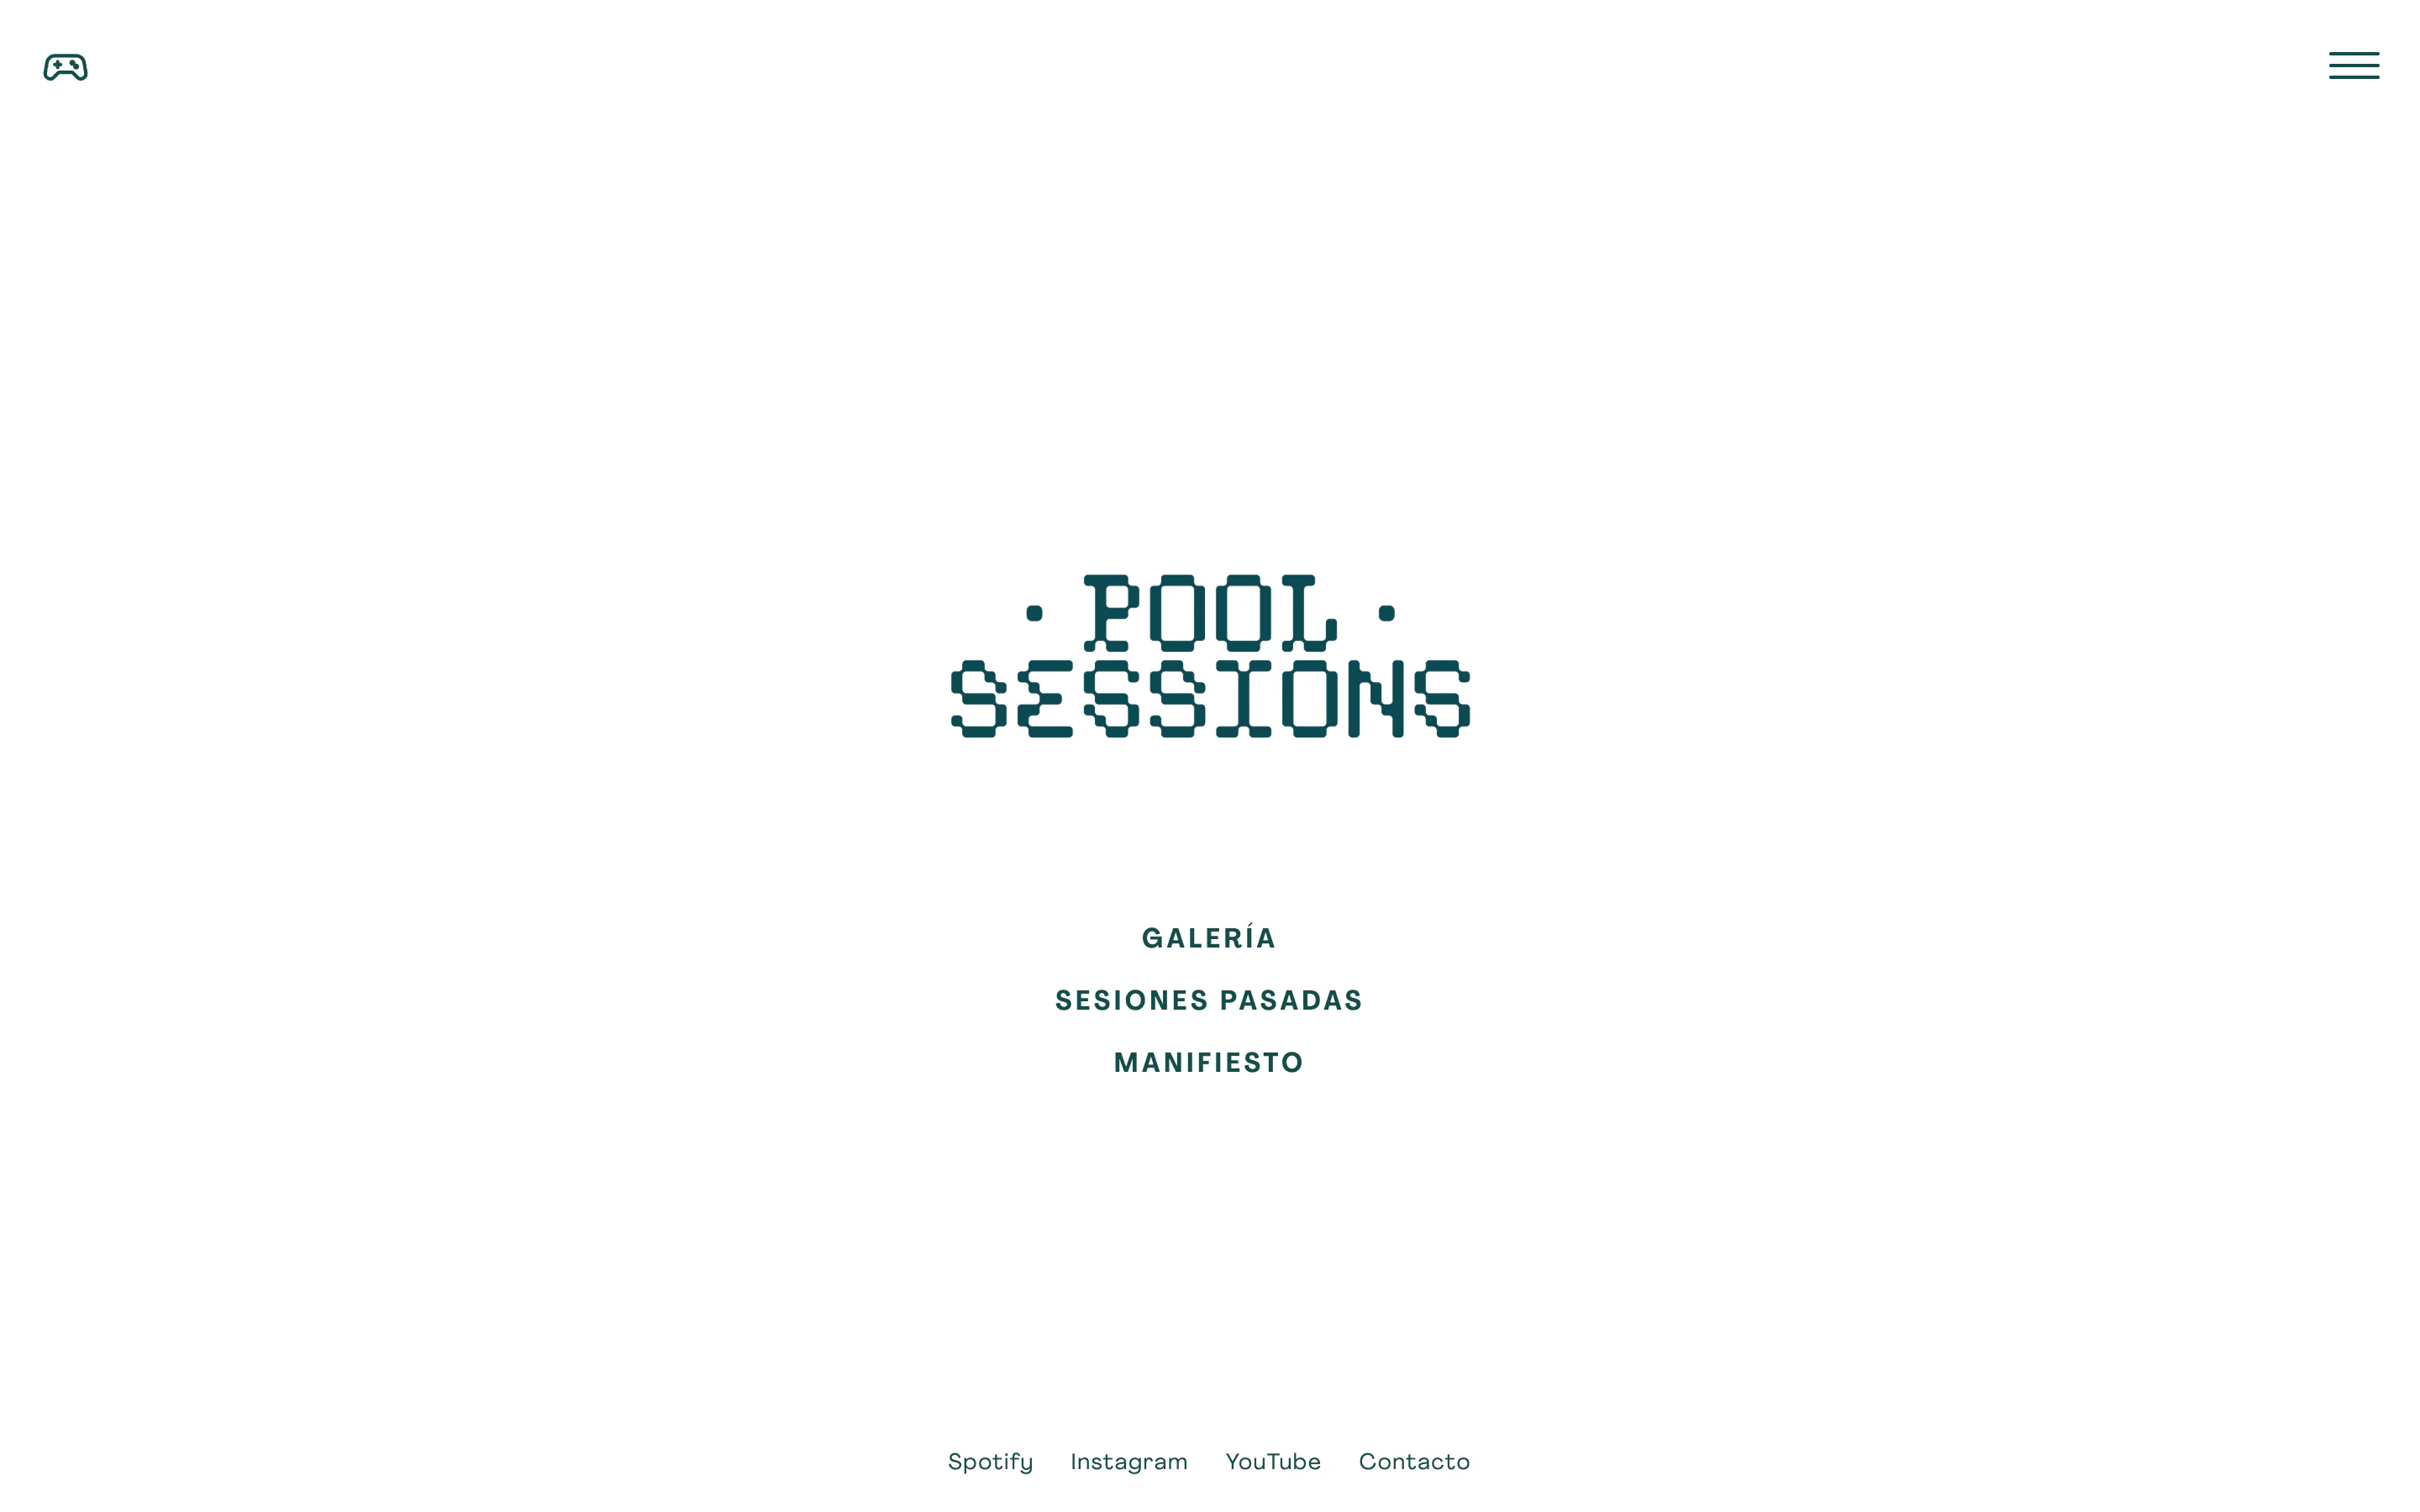 · POOL ·
SESSIONS
GALERÍA
SESIONES PASADAS
MANIFIESTO
Spotify Instagram YouTube Contacto